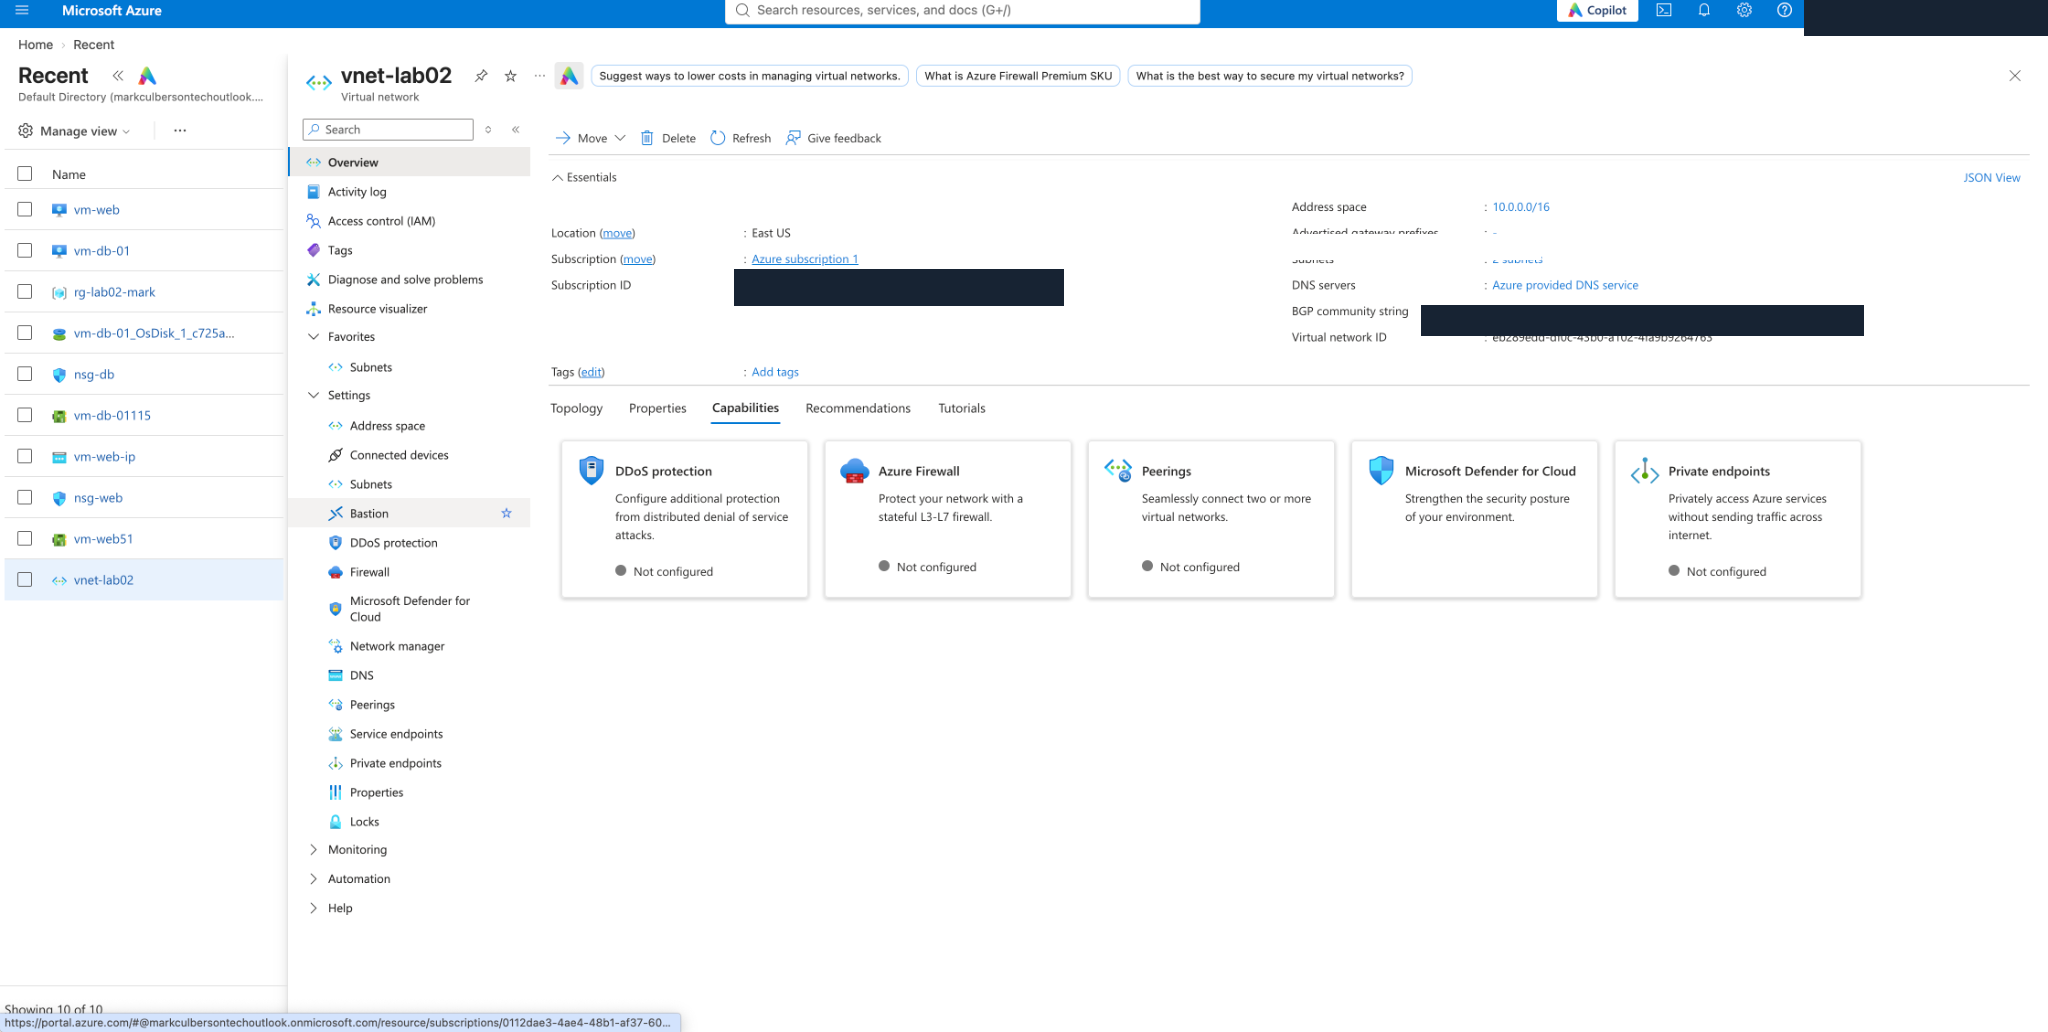 Microsoft Azure
Search resources, services, and docs (G+/)
Copilot
Home
Recent
Recent
Default Directory (markculbersontechoutlook....
Manage view
Name
vm-web
vm-db-01
rg-lab02-mark
vm-db-01_OsDisk_1_c725a...
nsg-db
vm-db-01115
vm-web-ip
nsg-web
vm-web51
vnet-lab02
Showing 10 of 10
https://portal.azure.com/#@markculbersontechoutlook.onmicrosoft.com/resource/subscriptions/0112dae3-4ae4-48b1-af37-60...
vnet-lab02
Virtual network
Search
Overview
Activity log
Access control (IAM)
Tags
Diagnose and solve problems
Resource visualizer
Favorites
Subnets
Settings
Address space
Connected devices
Subnets
Bastion
DDoS protection
Firewall
Microsoft Defender for
Cloud
Network manager
DNS
Peerings
Service endpoints
Private endpoints
Properties
Locks
Monitoring
Automation
Help
Suggest ways to lower costs in managing virtual networks.
What is Azure Firewall Premium SKU
What is the best way to secure my virtual networks?
Move
Delete
Refresh
Give feedback
Essentials
JSON View
Location (move) : East US
Subscription (move) : Azure subscription 1
Subscription ID
Tags (edit) : Add tags
Address space : 10.0.0.0/16
Advertised gateway prefixes : -
Subnets : 2 subnets
DNS servers : Azure provided DNS service
BGP community string
Virtual network ID :
Topology
Properties
Capabilities
Recommendations
Tutorials
DDoS protection
Configure additional protection
from distributed denial of service
attacks.
Not configured
Azure Firewall
Protect your network with a
stateful L3-L7 firewall.
Not configured
Peerings
Seamlessly connect two or more
virtual networks.
Not configured
Microsoft Defender for Cloud
Strengthen the security posture
of your environment.
Private endpoints
Privately access Azure services
without sending traffic across
internet.
Not configured